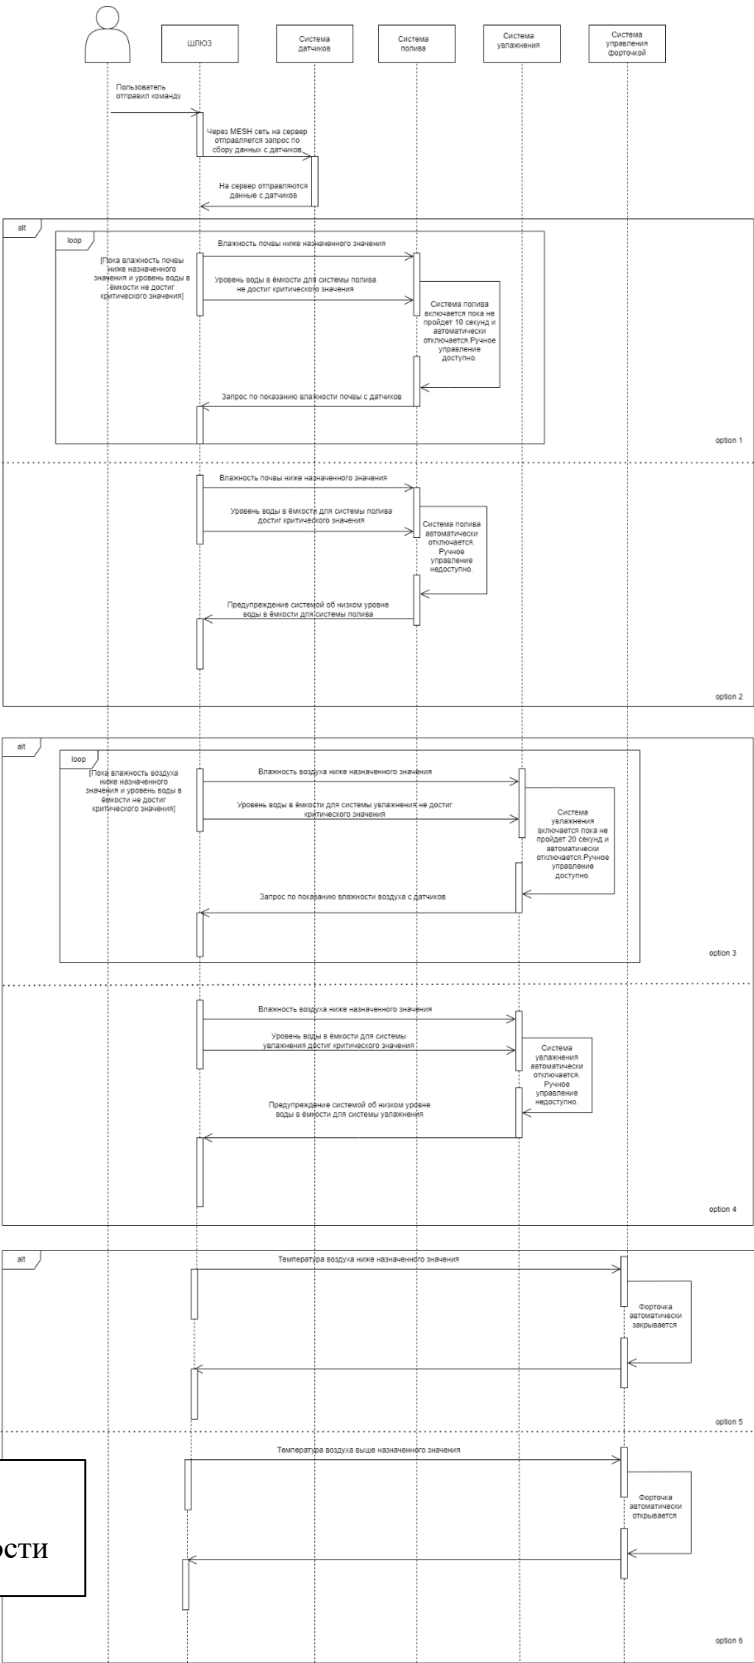 ШЛЮЗ
Система
датчиков
Система
полива
Система
увлажнения
Система
управления
форточкой
Пользователь
отправил команду
Через MESH сеть на сервер
отправляется запрос по
сбору данных с датчиков
На сервер отправляются
данные с датчиков
alt
loop
[Пока влажность почвы
ниже назначенного
значения и уровень воды в
ёмкости не достиг
критического значения]
Влажность почвы ниже назначенного значения
Уровень воды в ёмкости для системы полива
не достиг критического значения
Система полива
включается пока не
пройдет 10 секунд и
автоматически
отключается.Ручное
управление
доступно.
Запрос по показанию влажности почвы с датчиков
option 1
Влажность почвы ниже назначенного значения
Уровень воды в ёмкости для системы полива
достиг критического значения
Система полива
автоматически
отключается.
Ручное
управление
недоступно.
Предупреждение системой об низком уровне
воды в ёмкости для системы полива
option 2
alt
loop
[Пока влажность воздуха
ниже назначенного
значения и уровень воды в
ёмкости не достиг
критического значения]
Влажность воздуха ниже назначенного значения
Уровень воды в ёмкости для системы увлажнения не достиг
критического значения
Система
увлажнения
включается пока не
пройдет 20 секунд и
автоматически
отключается.Ручное
управление
доступно.
Запрос по показанию влажности воздуха с датчиков
option 3
Влажность воздуха ниже назначенного значения
Уровень воды в ёмкости для системы
увлажнения достиг критического значения
Система
увлажнения
автоматически
отключается.
Ручное
управление
недоступно.
Предупреждение системой об низком уровне
воды в ёмкости для системы увлажнения
option 4
alt
Температура воздуха ниже назначенного значения
Форточка
автоматически
закрывается
option 5
Температура воздуха выше назначенного значения
Форточка
автоматически
открывается
ости
option 6